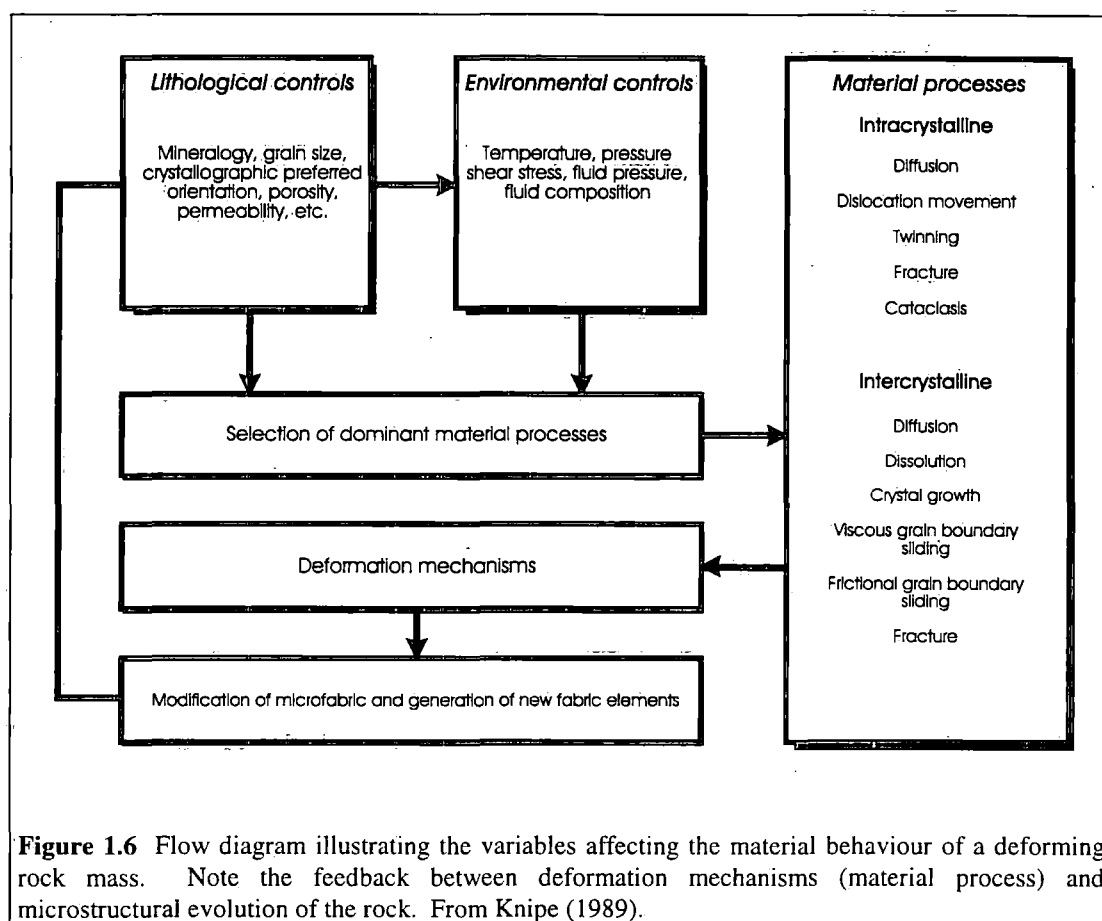 Lithological controls
Mineralogy, grain size,
crystallographic preferred
orientation, porosity,
permeability, etc.
Environmental controls
Temperature, pressure
shear stress, fluid pressure,
fluid composition
Selection of dominant material processes
Material processes
Intracrystalline
Diffusion
Dislocation movement
Twinning
Fracture
Cataclasis
Intercrystalline
Diffusion
Dissolution
Crystal growth
Viscous grain boundary
sliding
Frictional grain boundary
sliding
Fracture
Deformation mechanisms
Modification of microfabric and generation of new fabric elements
Figure 1.6 Flow diagram illustrating the variables affecting the material behaviour of a deforming
rock mass. Note the feedback between deformation mechanisms (material process) and
microstructural evolution of the rock. From Knipe (1989).